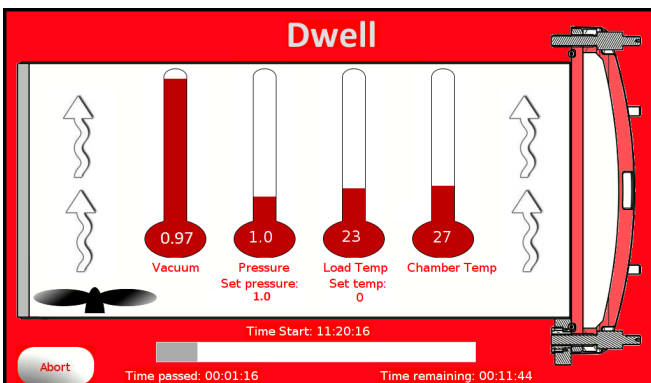 Dwell
0.97 1.0 23 27
Vacuum Pressure Load Temp Chamber Temp
Set pressure: Set temp:
1.0 0
Time Start: 11:20:16
Abort
Time passed: 00:01:16 Time remaining: 00:11:44